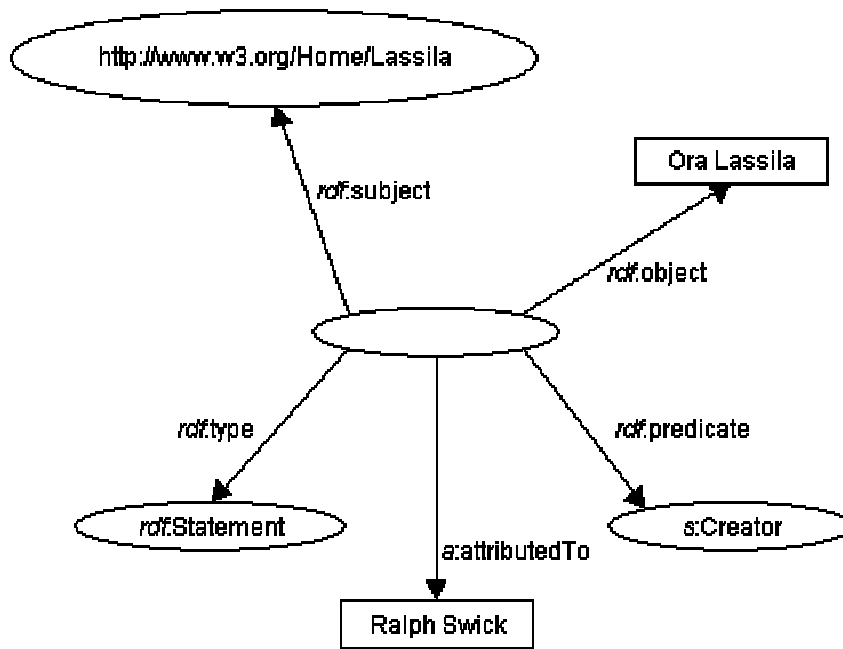 http://www.w3.org/Home/Lassila
Ora Lassila
rdf:subject
rdf:object
rdf:type
rdf:predicate
rdf:Statement
s:Creator
a:attributedTo
Ralph Swick